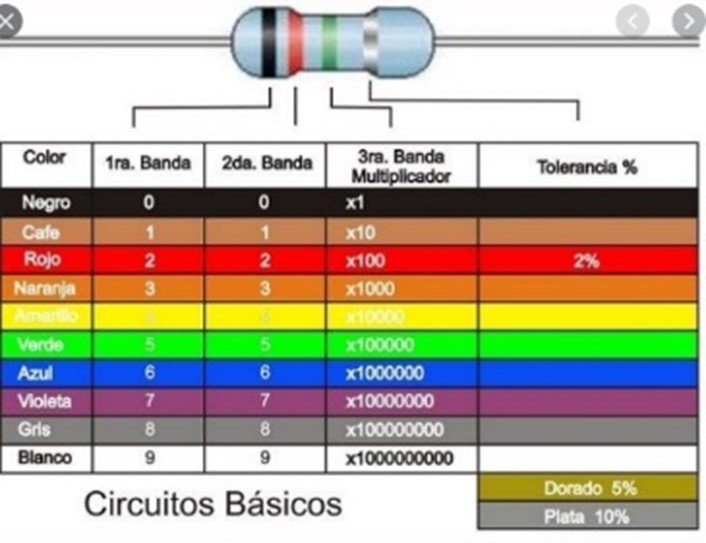 Color 1ra. Banda 2da. Banda 3ra. Banda Multiplicador Tolerancia %
Negro 0 0 x1
Cafe 1 1 x10
Rojo 2 2 x100 2%
Naranja 3 3 x1000
Amarillo 4 4 x10000
Verde 5 5 x100000
Azul 6 6 x1000000
Violeta 7 7 x10000000
Gris 8 8 x100000000
Blanco 9 9 x1000000000
Dorado 5%
Circuitos Básicos
Plata 10%